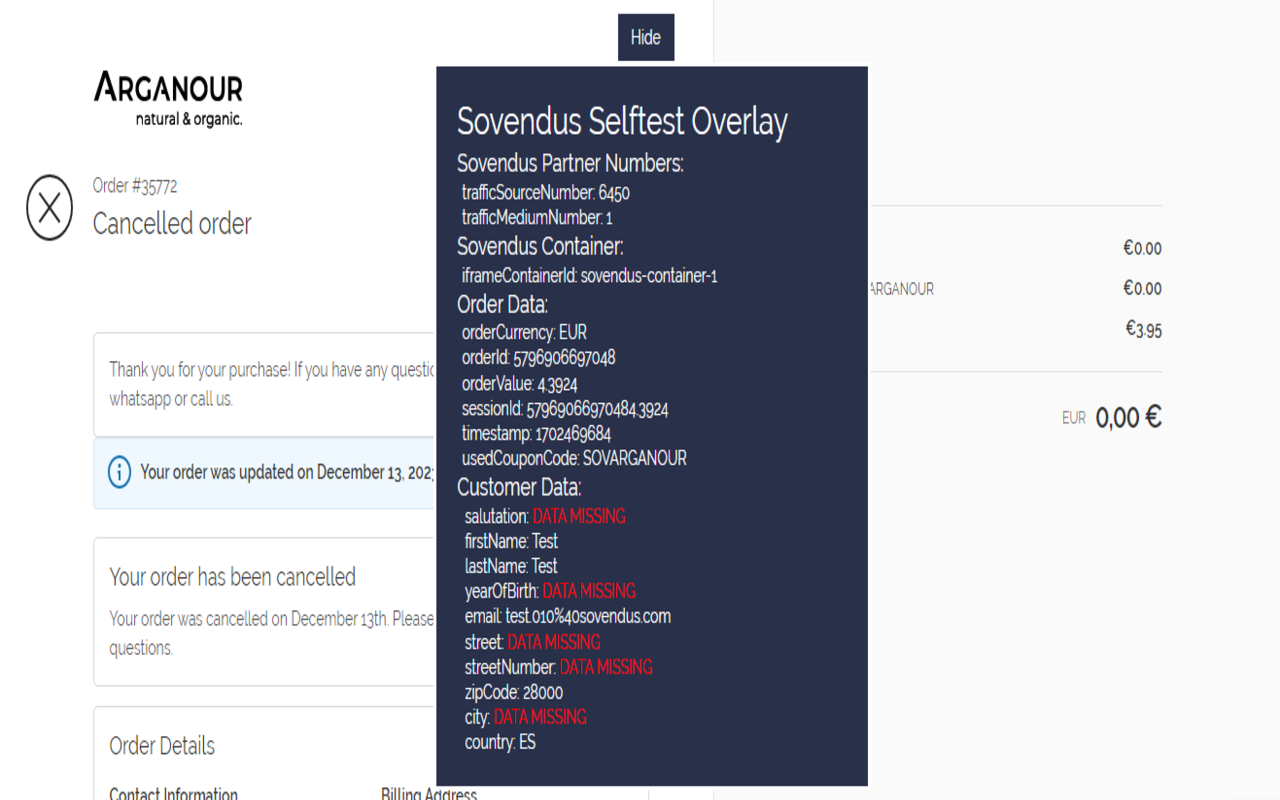 Hide
ARGANOUR
natural & organic.
Order #35772
Cancelled order
Thank you for your purchase! If you have any
whatsapp or call us.
Your order was updated on December 13,
Your order has been cancelled
Your order was cancelled on December 13th. Please
questions.
Order Details
Contact Information
Billing Address
Sovendus Selftest Overlay
Sovendus Partner Numbers:
trafficSourceNumber: 6450
trafficMediumNumber: 1
Sovendus Container:
iframeContainerId: sovendus-container-1
Order Data:
orderCurrency: EUR
orderId: 5796906697048
orderValue: 4.3924
sessionId: 57969066970484.3924
timestamp: 1702469684
usedCouponCode: SOVARGANOUR
Customer Data:
salutation: DATA MISSING
firstName: Test
lastName: Test
yearOfBirth: DATA MISSING
email: test.010%40sovendus.com
street: DATA MISSING
streetNumber: DATA MISSING
zipCode: 28000
city: DATA MISSING
country: ES
€0.00
ARGANOUR €0.00
€3.95
EUR 0,00 €